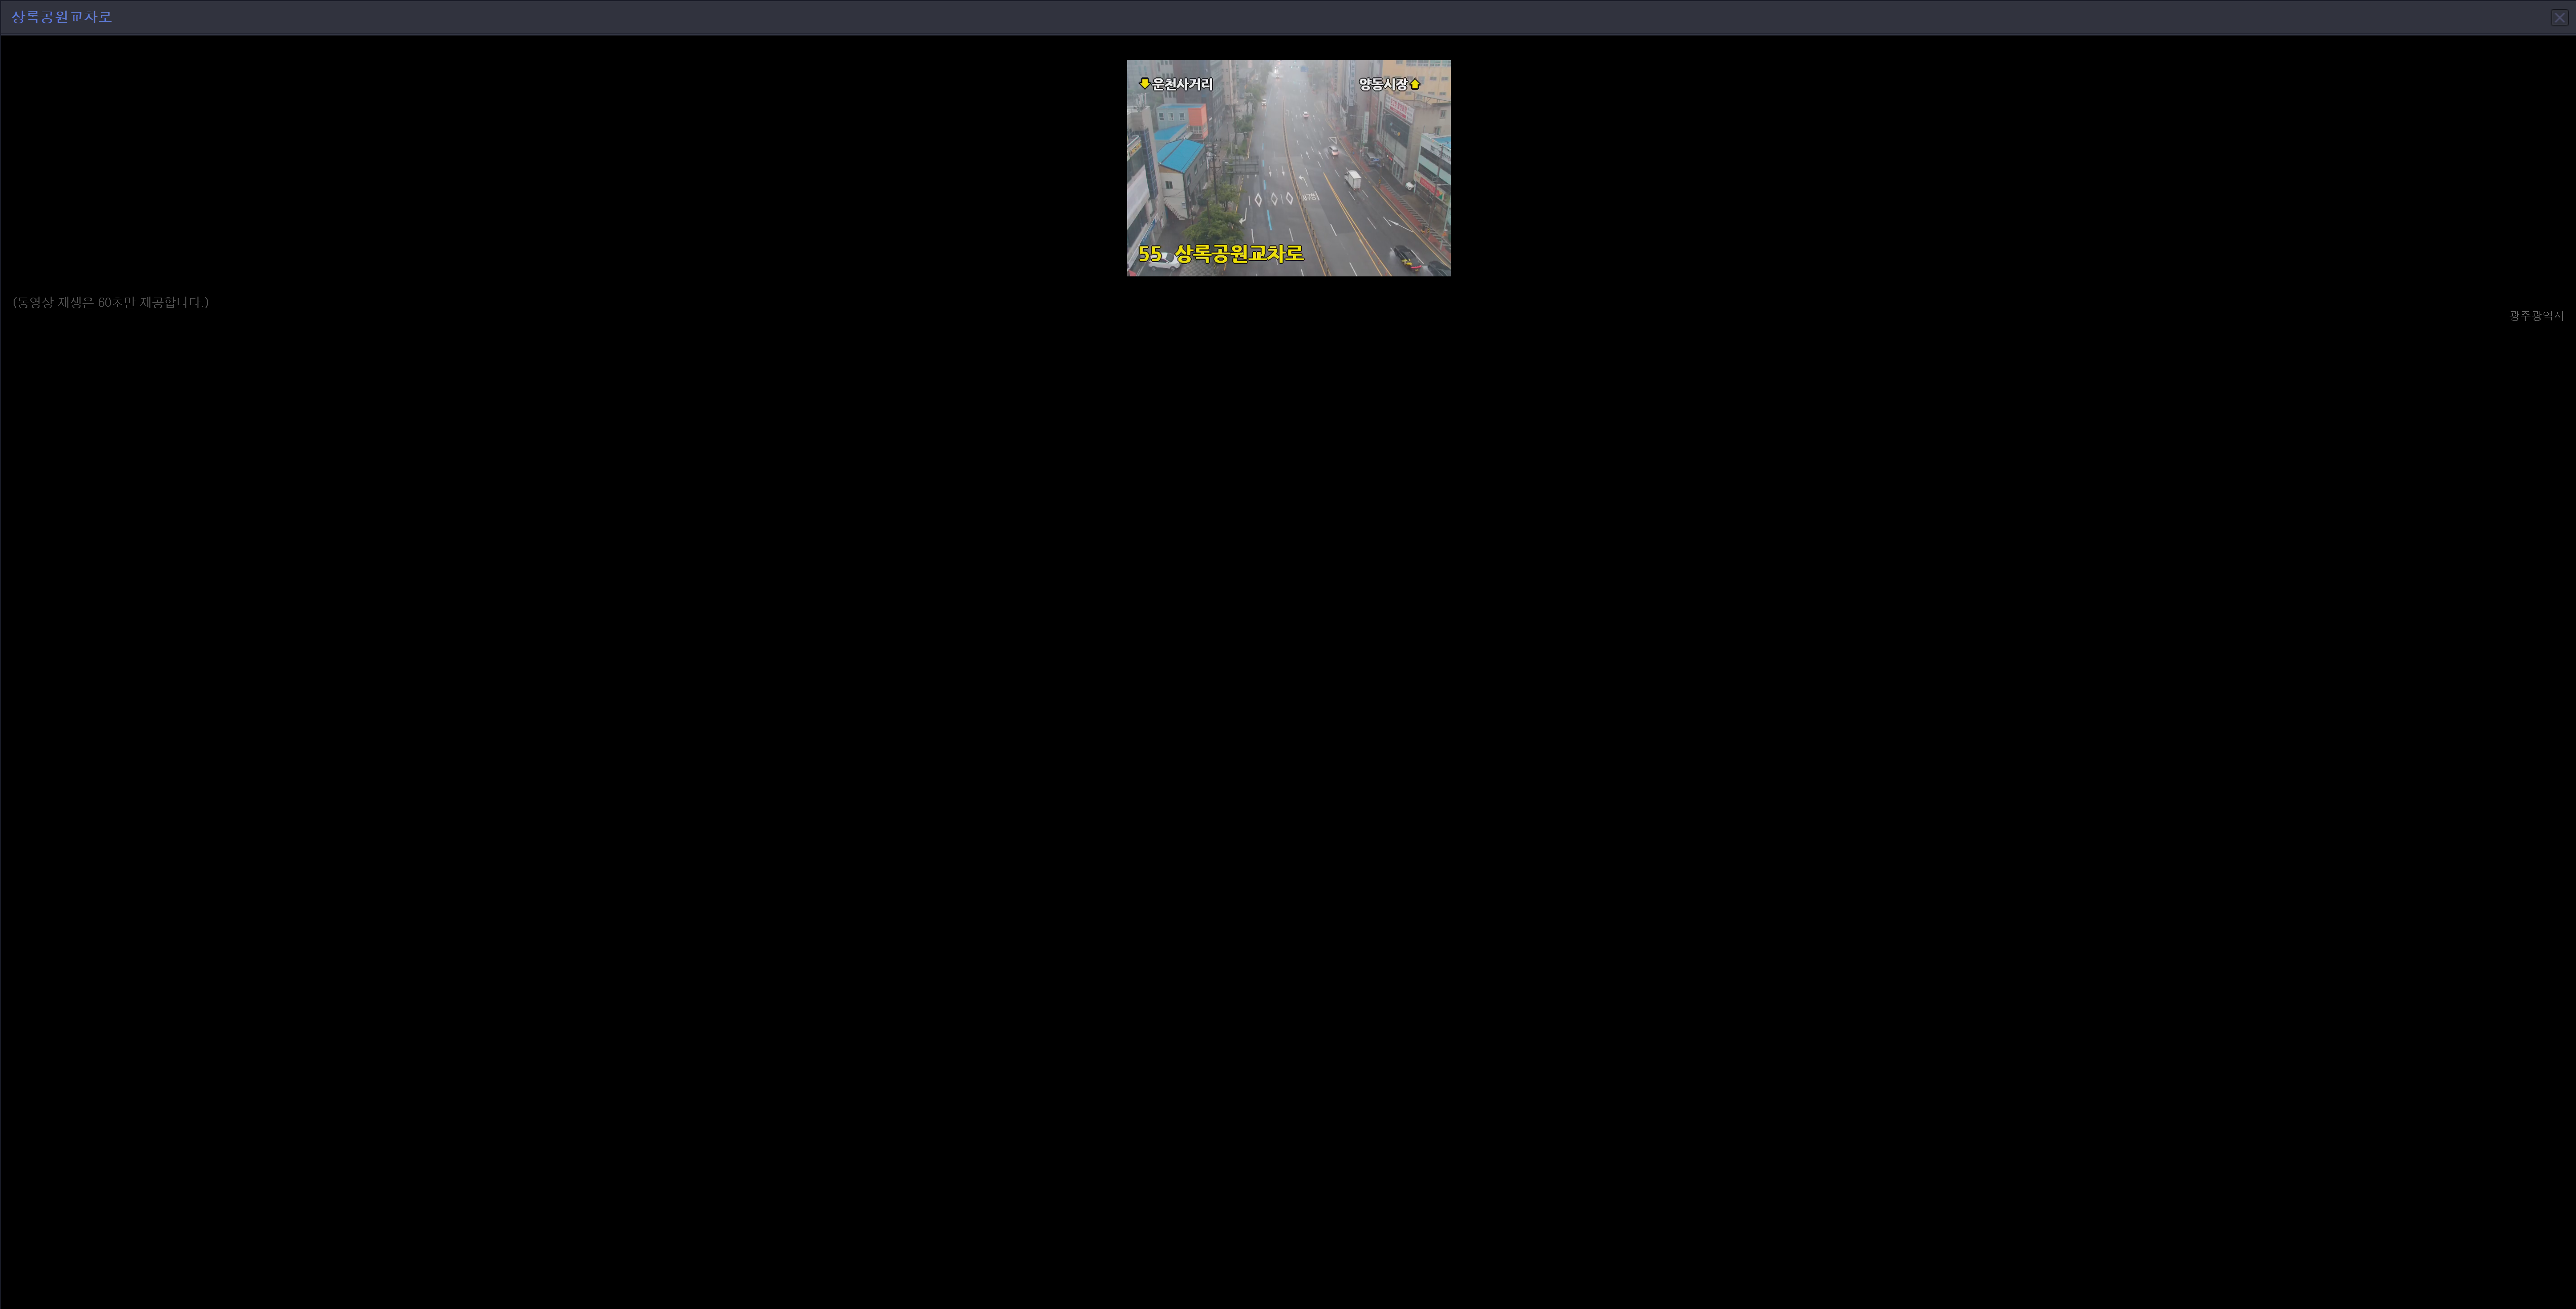 상록공원교차로
운천사거리
양동시장
55. 상록공원교차로
(동영상 재생은 60초만 제공합니다.)
광주광역시